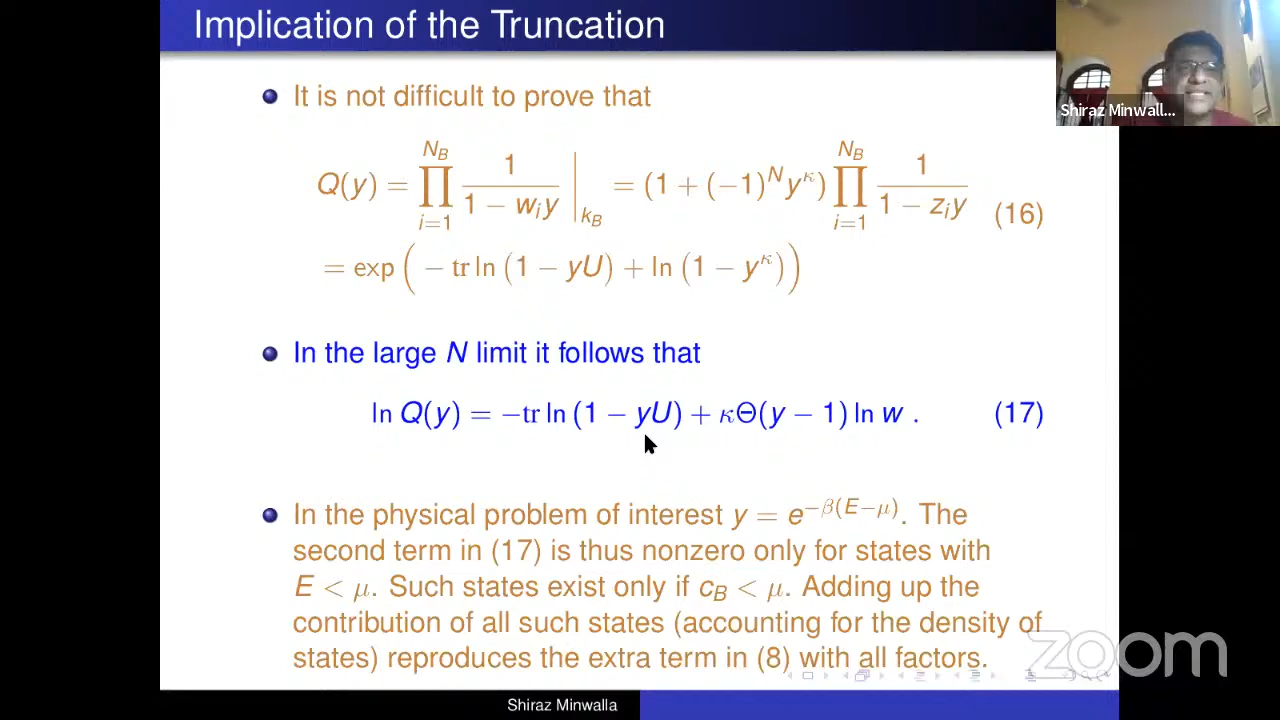 Implication of the Truncation
Shiraz Minwall...
It is not difficult to prove that
Q(y) = ∏_{i=1}^{N_B} 1/(1 − w_i y) |_{k_B} = (1 + (−1)^N y^κ) ∏_{i=1}^{N_B} 1/(1 − z_i y) (16)
= exp ( − tr ln (1 − yU) + ln (1 − y^κ) )
In the large N limit it follows that
ln Q(y) = −tr ln (1 − yU) + κΘ(y − 1) ln w . (17)
In the physical problem of interest y = e^{−β(E−μ)}. The
second term in (17) is thus nonzero only for states with
E < μ. Such states exist only if c_B < μ. Adding up the
contribution of all such states (accounting for the density of
states) reproduces the extra term in (8) with all factors.
zoom
Shiraz Minwalla